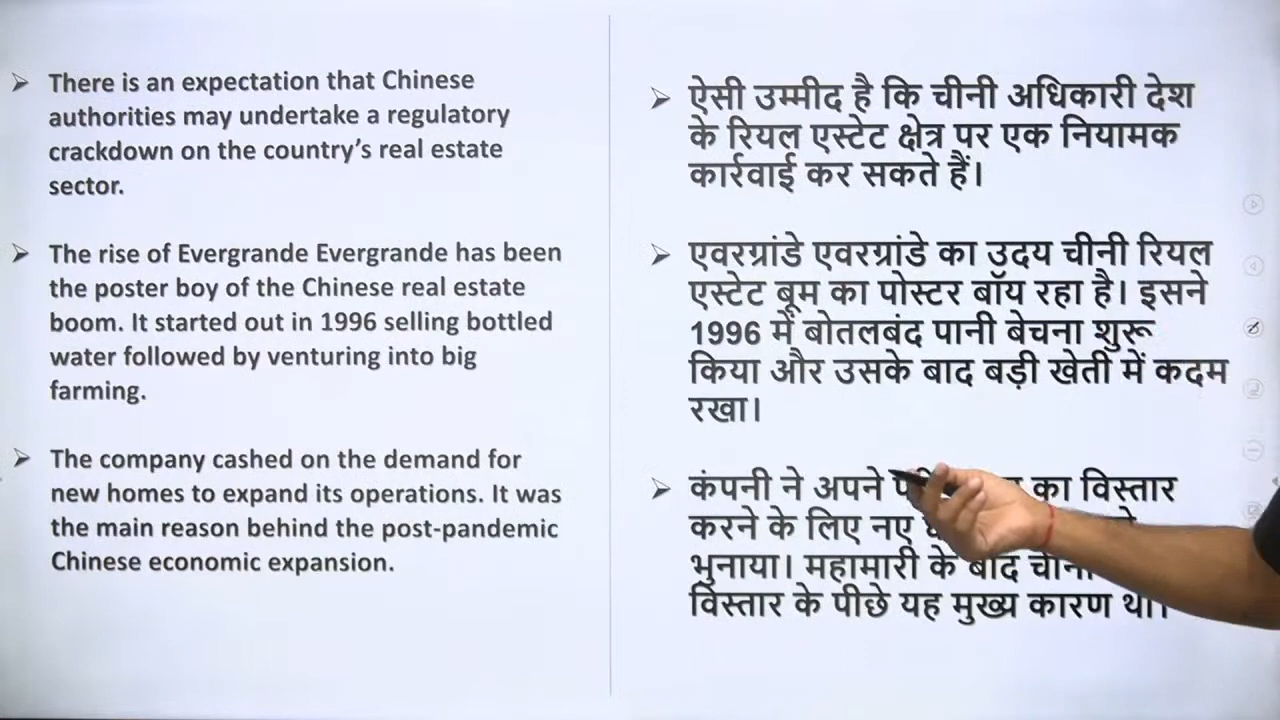 There is an expectation that Chinese
authorities may undertake a regulatory
crackdown on the country's real estate
sector.
The rise of Evergrande Evergrande has been
the poster boy of the Chinese real estate
boom. It started out in 1996 selling bottled
water followed by venturing into big
farming.
The company cashed on the demand for
new homes to expand its operations. It was
the main reason behind the post-pandemic
Chinese economic expansion.
ऐसी उम्मीद है कि चीनी अधिकारी देश
के रियल एस्टेट क्षेत्र पर एक नियामक
कार्रवाई कर सकते हैं।
एवरग्रांडे एवरग्रांडे का उदय चीनी रियल
एस्टेट बूम का पोस्टर बॉय रहा है। इसने
1996 में बोतलबंद पानी बेचना शुरू
किया और उसके बाद बड़ी खेती में कदम
रखा।
कंपनी ने अपने का विस्तार
करने के लिए नए
भुनाया। महामारी के बाद
विस्तार के पीछे यह मुख्य कारण था।